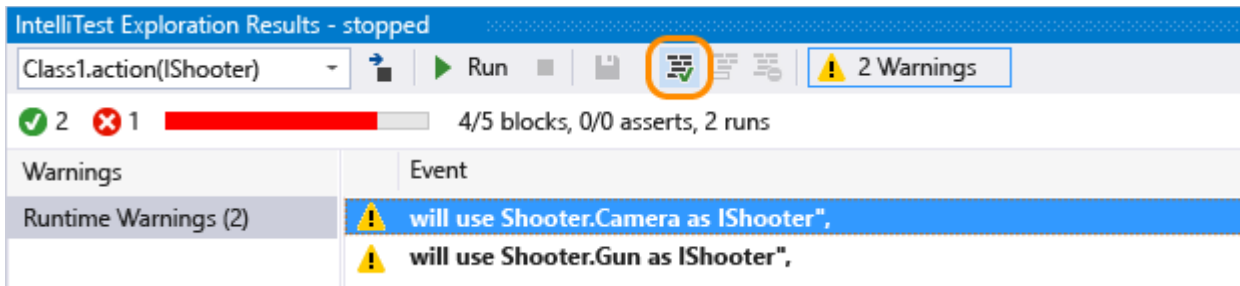 IntelliTest Exploration Results - stopped
Class1.action(IShooter) Run 2 Warnings
2 1 4/5 blocks, 0/0 asserts, 2 runs
Warnings Event
Runtime Warnings (2) will use Shooter.Camera as IShooter",
will use Shooter.Gun as IShooter",